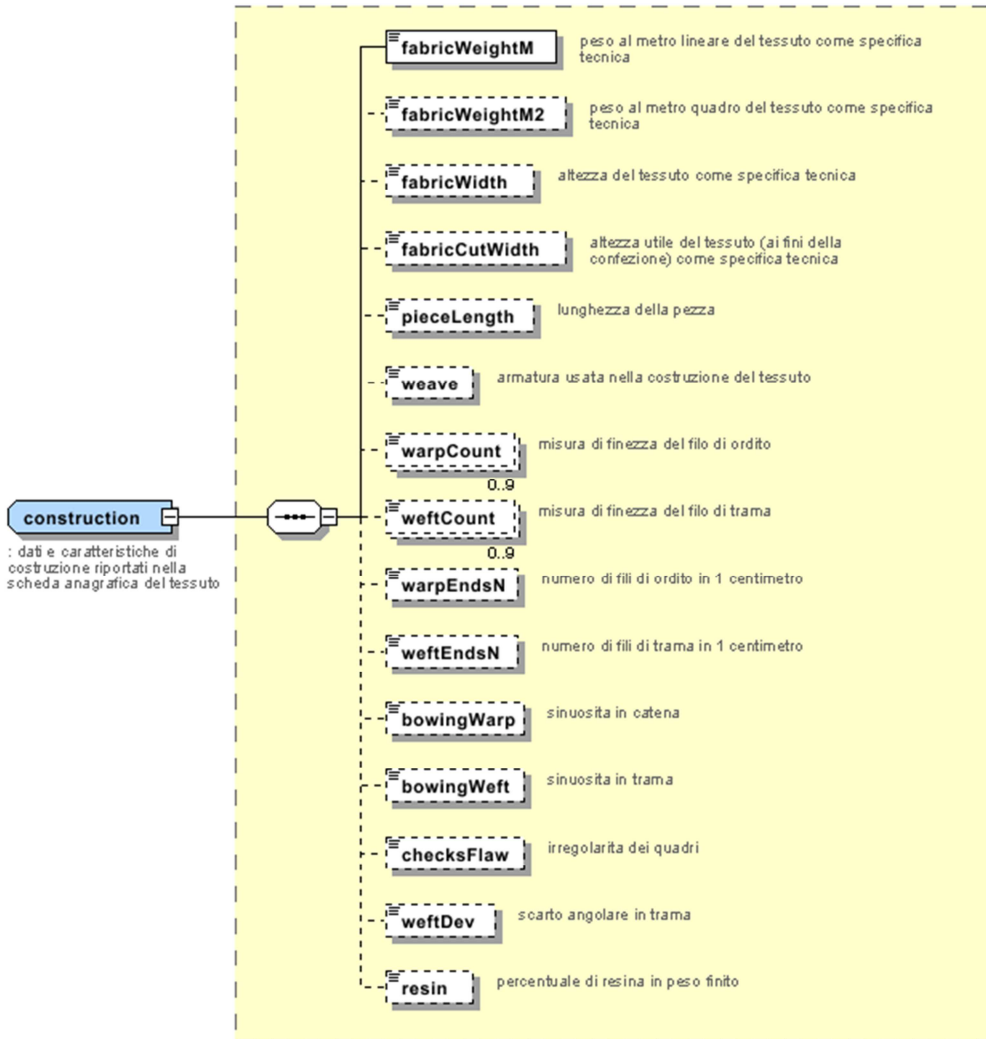 fabricWeightM
peso al metro lineare del tessuto come specifica
tecnica
fabricWeightM2
peso al metro quadro del tessuto come specifica
tecnica
fabricWidth
altezza del tessuto come specifica tecnica
fabricCutWidth
altezza utile del tessuto (ai fini della
confezione) come specifica tecnica
pieceLength
lunghezza della pezza
weave
armatura usata nella costruzione del tessuto
warpCount
misura di finezza del filo di ordito
0..9
construction
: dati e caratteristiche di
costruzione riportati nella
scheda anagrafica del tessuto
weftCount
misura di finezza del filo di trama
0..9
warpEndsN
numero di fili di ordito in 1 centimetro
weftEndsN
numero di fili di trama in 1 centimetro
bowingWarp
sinuosita in catena
bowingWeft
sinuosita in trama
checksFlaw
irregolarita dei quadri
weftDev
scarto angolare in trama
resin
percentuale di resina in peso finito